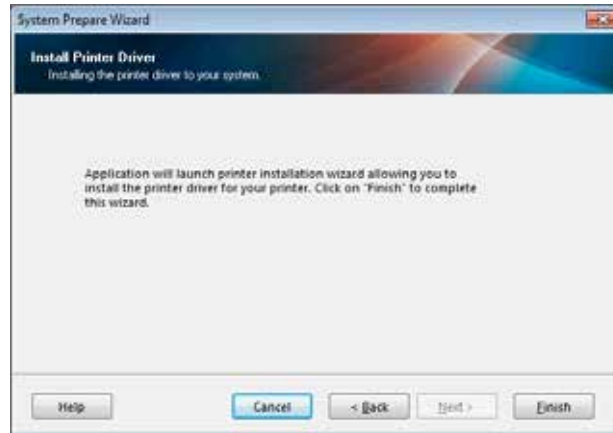 System Prepare Wizard
Install Printer Driver
Installing the printer driver to your system.
Application will launch printer installation wizard allowing you to
install the printer driver for your printer. Click on "Finish" to complete
this wizard.
Help Cancel < Back Next > Finish